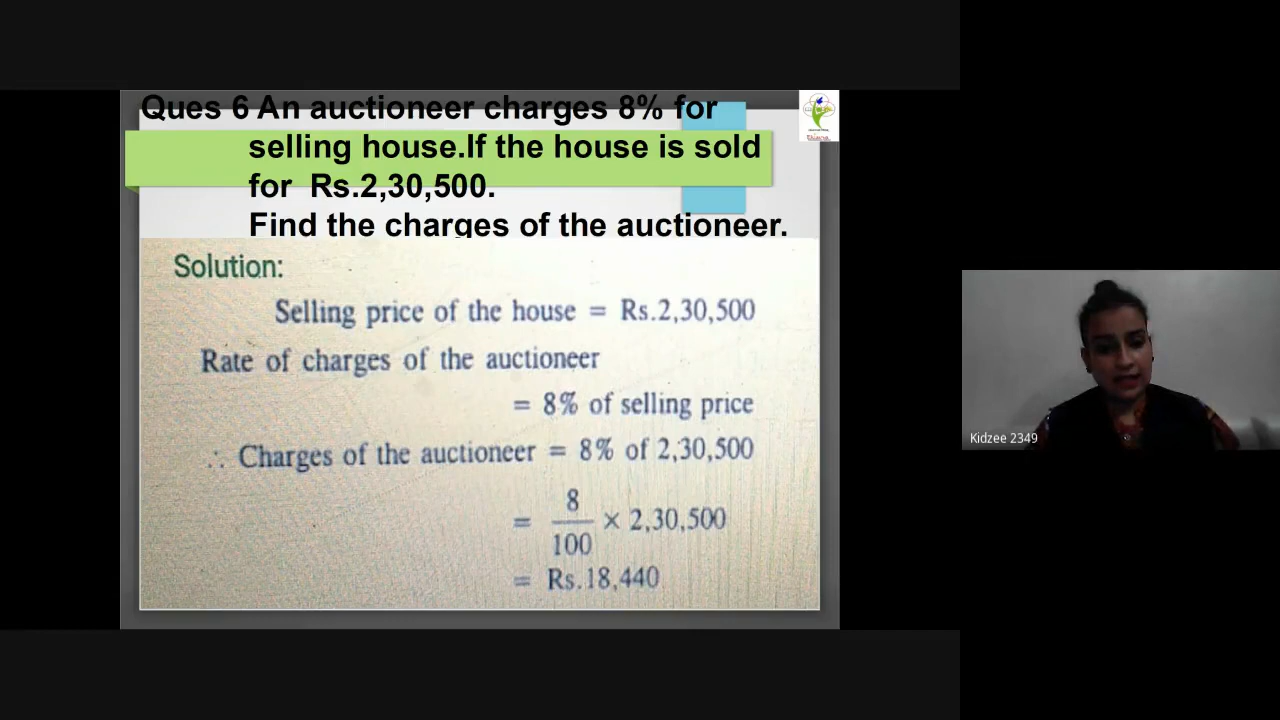 Ques 6 An auctioneer charges 8% for
selling house.If the house is sold
for Rs.2,30,500.
Find the charges of the auctioneer.
Solution:
Selling price of the house = Rs.2,30,500
Rate of charges of the auctioneer
= 8% of selling price
∴ Charges of the auctioneer = 8% of 2,30,500
= 8/100 × 2,30,500
= Rs.18,440
Kidzee 2349